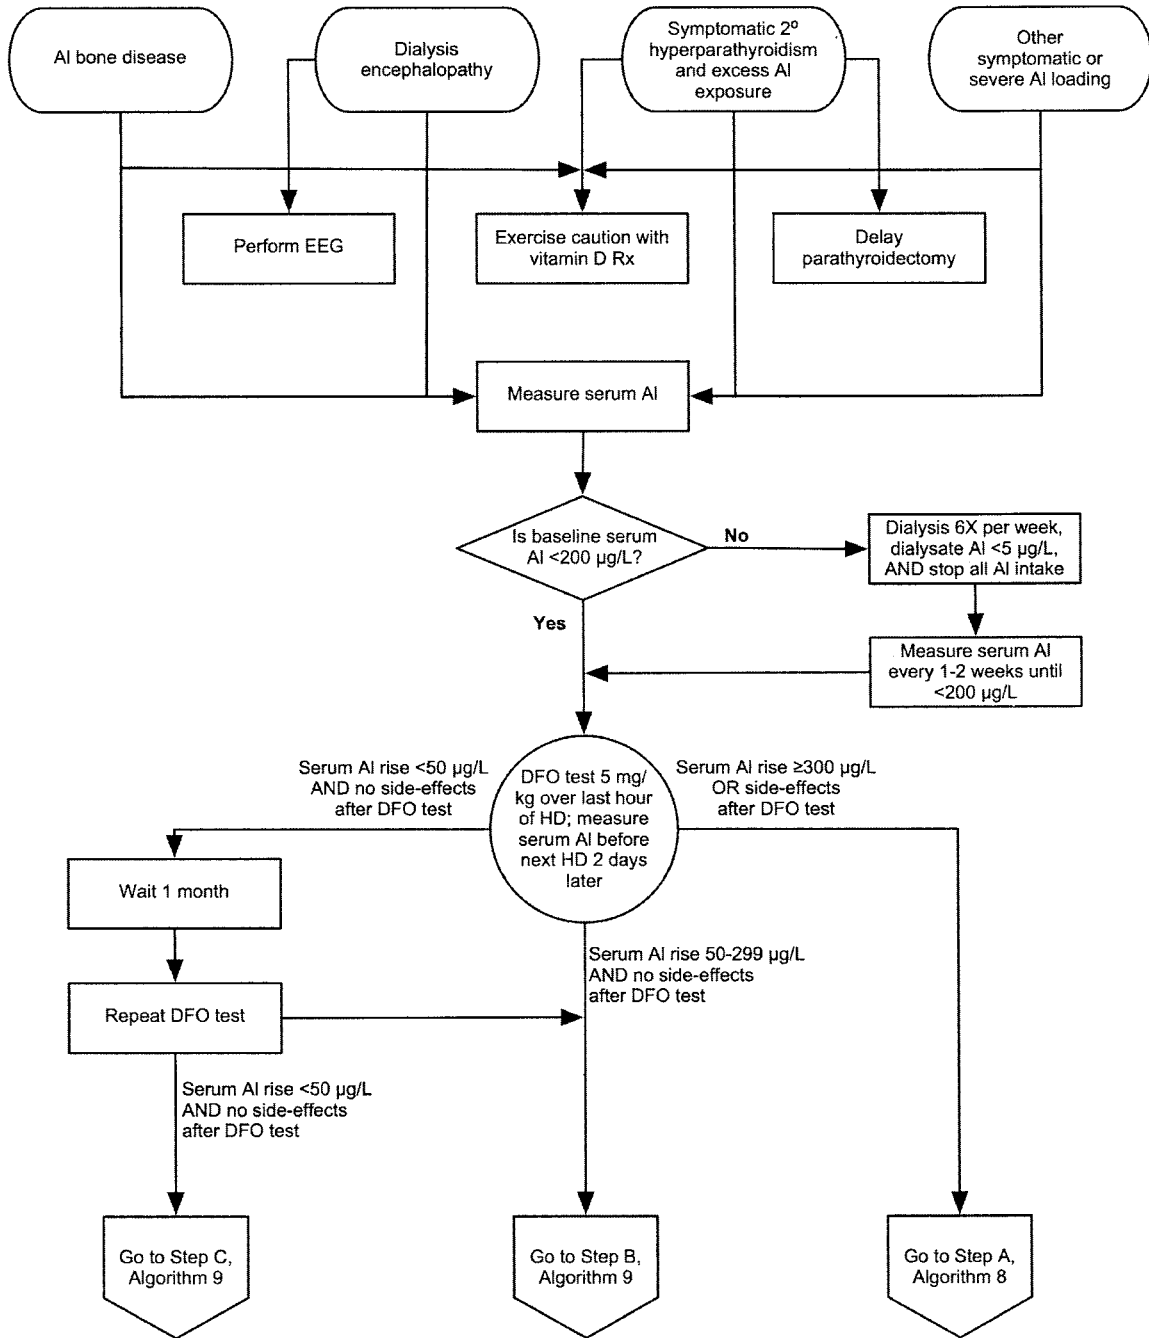 Al bone disease
Dialysis
encephalopathy
Symptomatic 2º
hyperparathyroidism
and excess Al
exposure
Other
symptomatic or
severe Al loading
Perform EEG
Exercise caution with
vitamin D Rx
Delay
parathyroidectomy
Measure serum Al
Is baseline serum
Al <200 µg/L?
No
Dialysis 6X per week,
dialysate Al <5 µg/L,
AND stop all Al intake
Yes
Measure serum Al
every 1-2 weeks until
<200 µg/L
Serum Al rise <50 µg/L
AND no side-effects
after DFO test
DFO test 5 mg/
kg over last hour
of HD; measure
serum Al before
next HD 2 days
later
Serum Al rise ≥300 µg/L
OR side-effects
after DFO test
Wait 1 month
Serum Al rise 50-299 µg/L
AND no side-effects
after DFO test
Repeat DFO test
Serum Al rise <50 µg/L
AND no side-effects
after DFO test
Go to Step C,
Algorithm 9
Go to Step B,
Algorithm 9
Go to Step A,
Algorithm 8